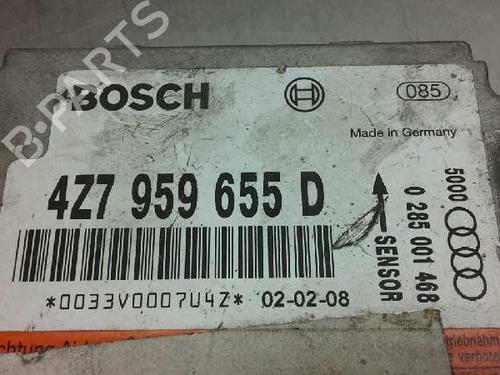 BOSCH
085
Made in Germany
4Z7 959 655 D
*0033V0007U4Z* 02-02-08
SENSOR
0 285 001 468
5000
B-PARTS